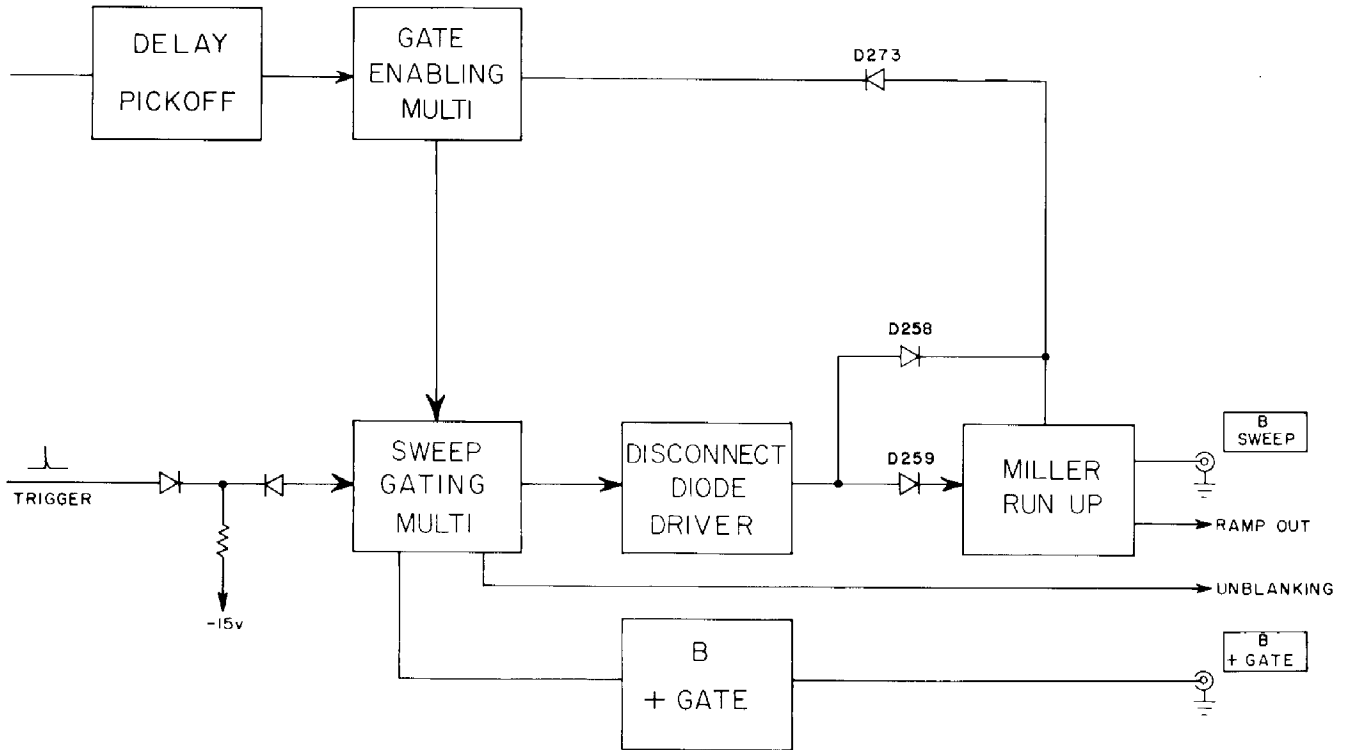 DELAY
PICKOFF
GATE
ENABLING
MULTI
D273
D258
TRIGGER
-15v
SWEEP
GATING
MULTI
DISCONNECT
DIODE
DRIVER
D259
MILLER
RUN UP
B
SWEEP
RAMP OUT
UNBLANKING
B
+ GATE
B
+ GATE